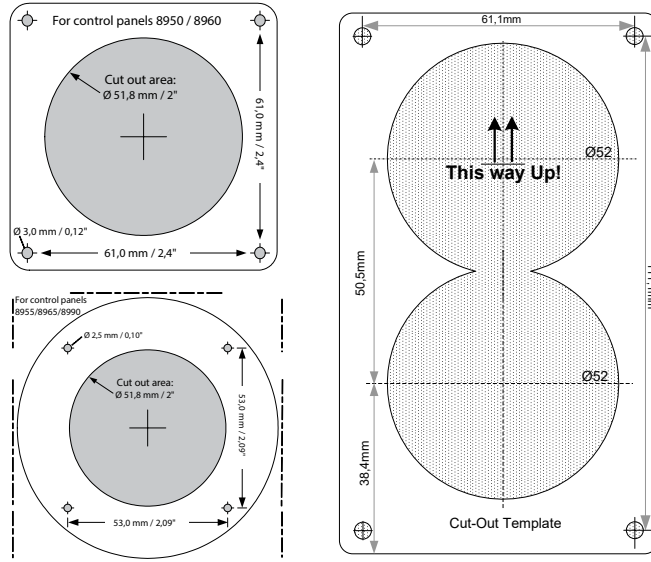 For control panels 8950 / 8960
Cut out area:
Ø 51,8 mm / 2"
61,0 mm / 2,4"
Ø 3,0 mm / 0,12"
61,0 mm / 2,4"
For control panels
8955/8965/8990
Ø 2,5 mm / 0,10"
Cut out area:
Ø 51,8 mm / 2"
53,0 mm / 2,09"
53,0 mm / 2,09"
61,1mm
Ø52
This way Up!
50,5mm
Ø52
38,4mm
Cut-Out Template